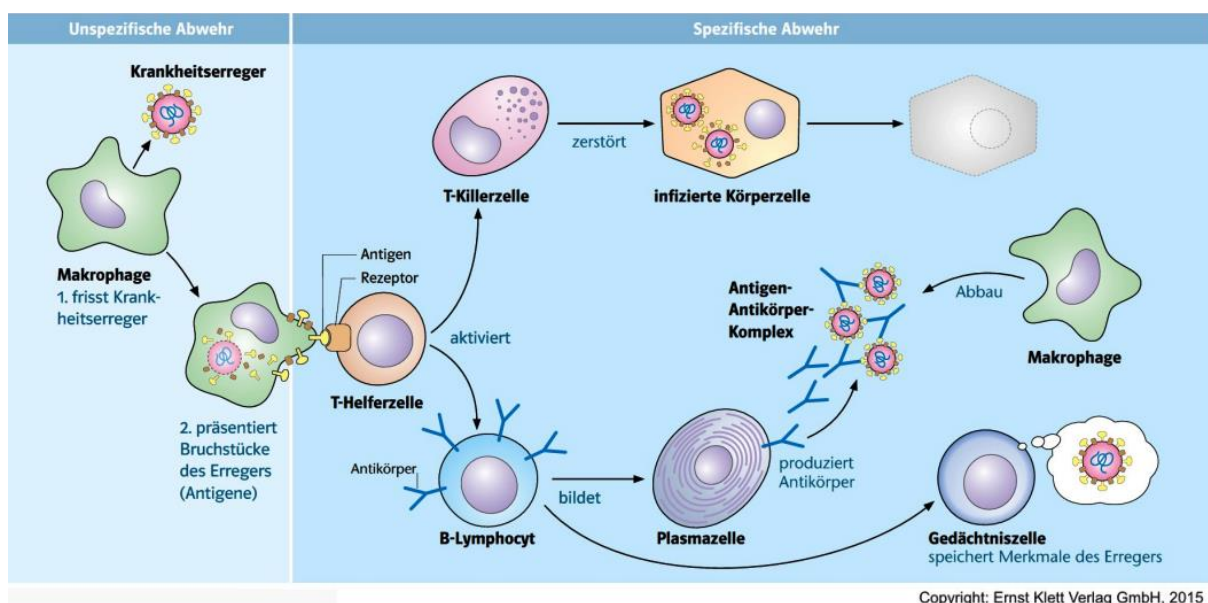 Unspezifische Abwehr
Spezifische Abwehr
Krankheitserreger
Makrophage
1. frisst Krank-
heitserreger
2. präsentiert
Bruchstücke
des Erregers
(Antigene)
Antigen
Rezeptor
T-Helferzelle
aktiviert
T-Killerzelle
zerstört
infizierte Körperzelle
Antikörper
B-Lymphocyt
bildet
Plasmazelle
produziert
Antikörper
Antigen-
Antikörper-
Komplex
Abbau
Makrophage
Gedächtniszelle
speichert Merkmale des Erregers
Copyright: Ernst Klett Verlag GmbH, 2015